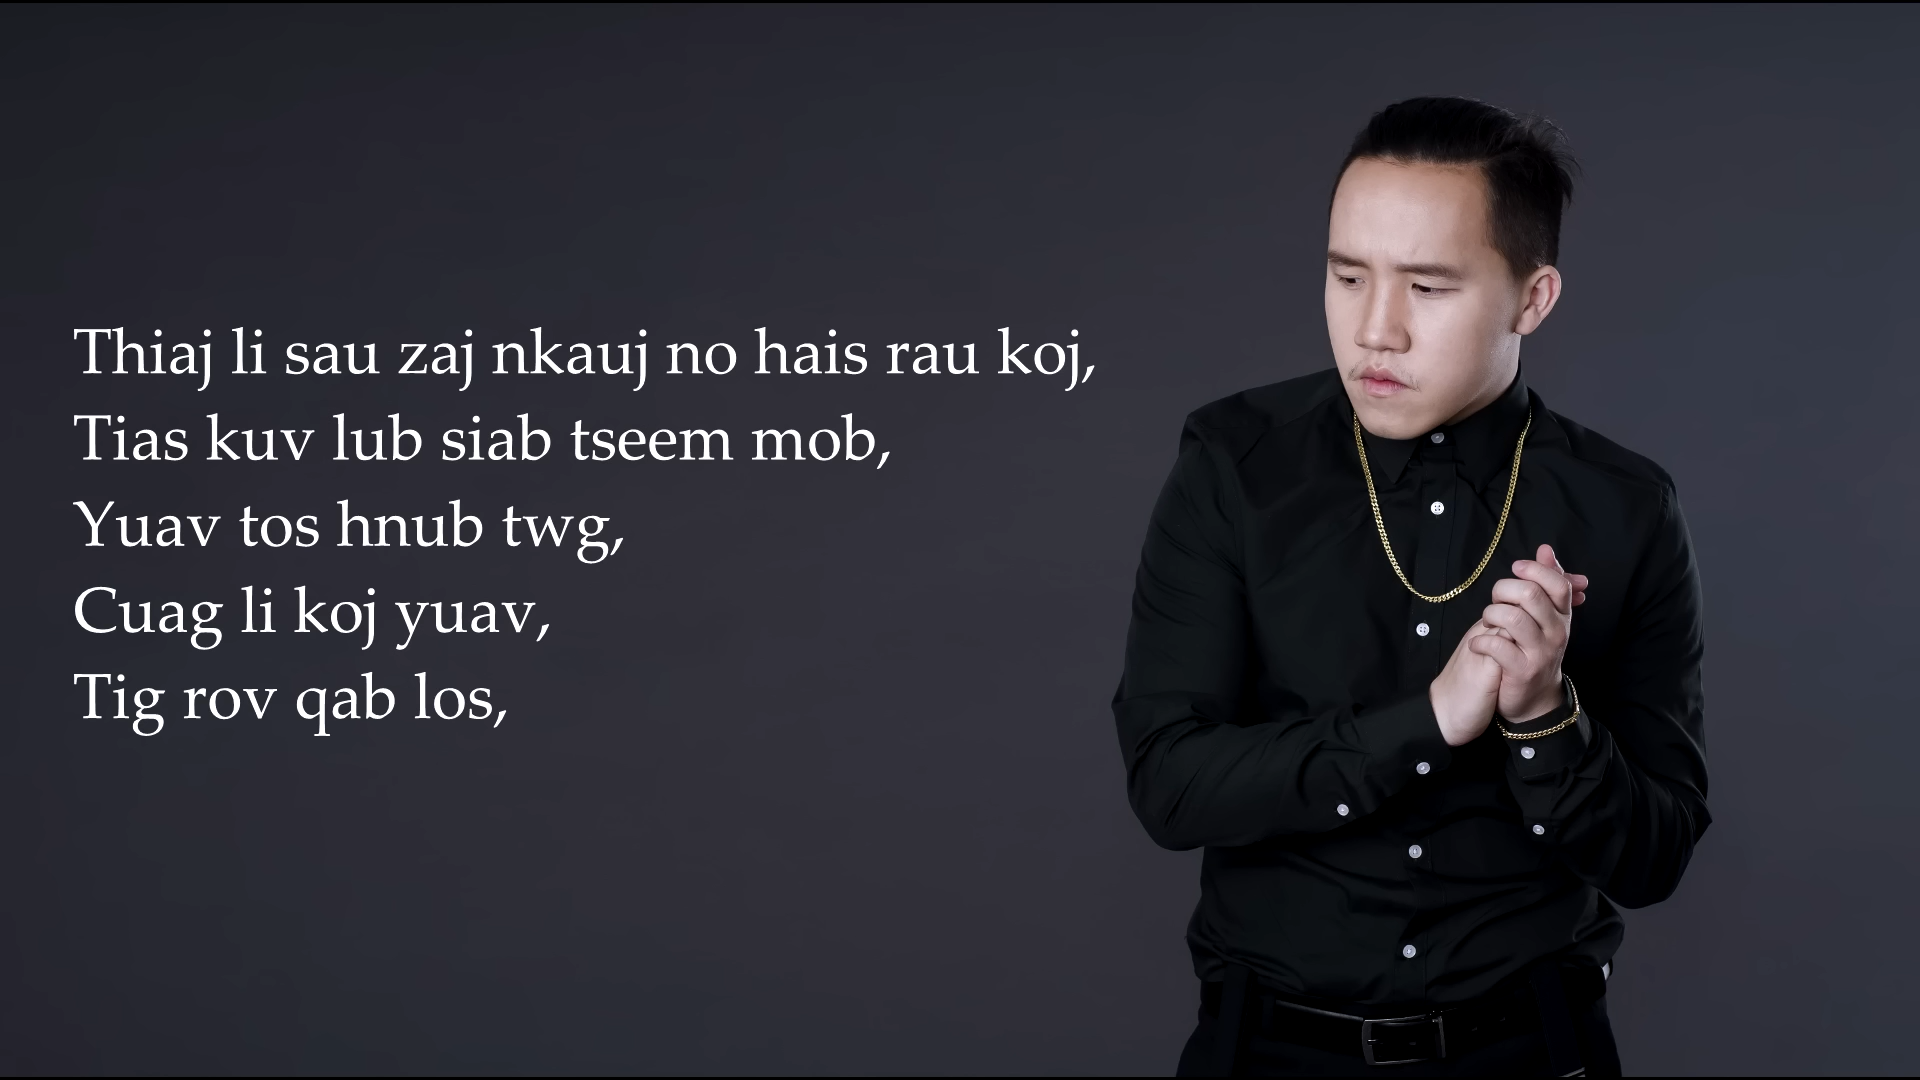 Thiaj li sau zaj nkauj no hais rau koj,
Tias kuv lub siab tseem mob,
Yuav tos hnub twg,
Cuag li koj yuav,
Tig rov qab los,